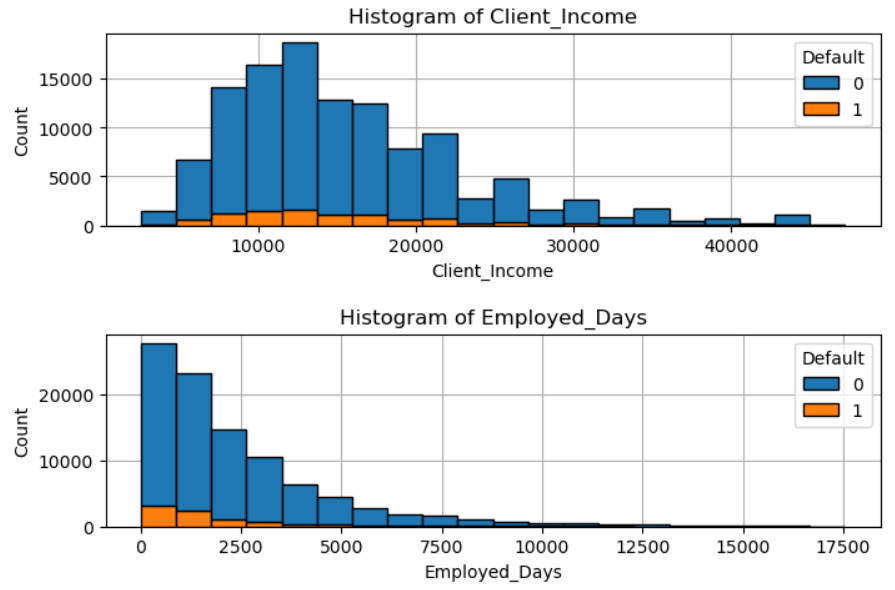 Histogram of Client_Income
Count
15000
10000
5000
0
Default
0
1
10000 20000 30000 40000
Client_Income
Histogram of Employed_Days
Count
20000
10000
0
Default
0
1
0 2500 5000 7500 10000 12500 15000 17500
Employed_Days